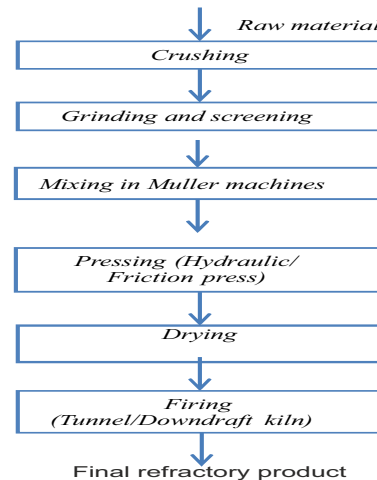 Raw material
Crushing
Grinding and screening
Mixing in Muller machines
Pressing (Hydraulic/
Friction press)
Drying
Firing
(Tunnel/Downdraft kiln)
Final refractory product